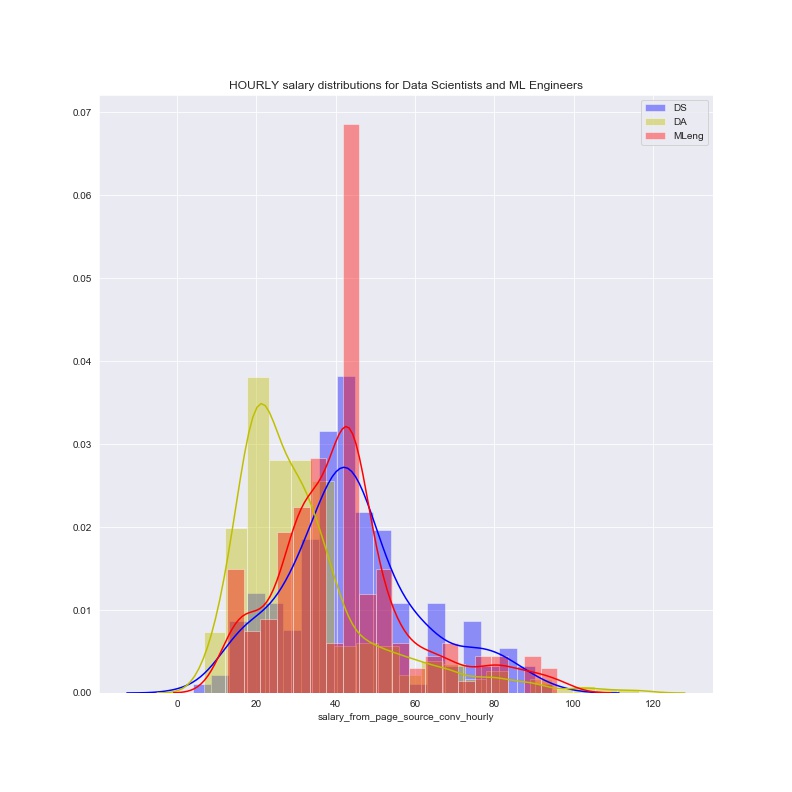 HOURLY salary distributions for Data Scientists and ML Engineers
DS
DA
MLeng
0.07
0.06
0.05
0.04
0.03
0.02
0.01
0.00
0 20 40 60 80 100 120
salary_from_page_source_conv_hourly